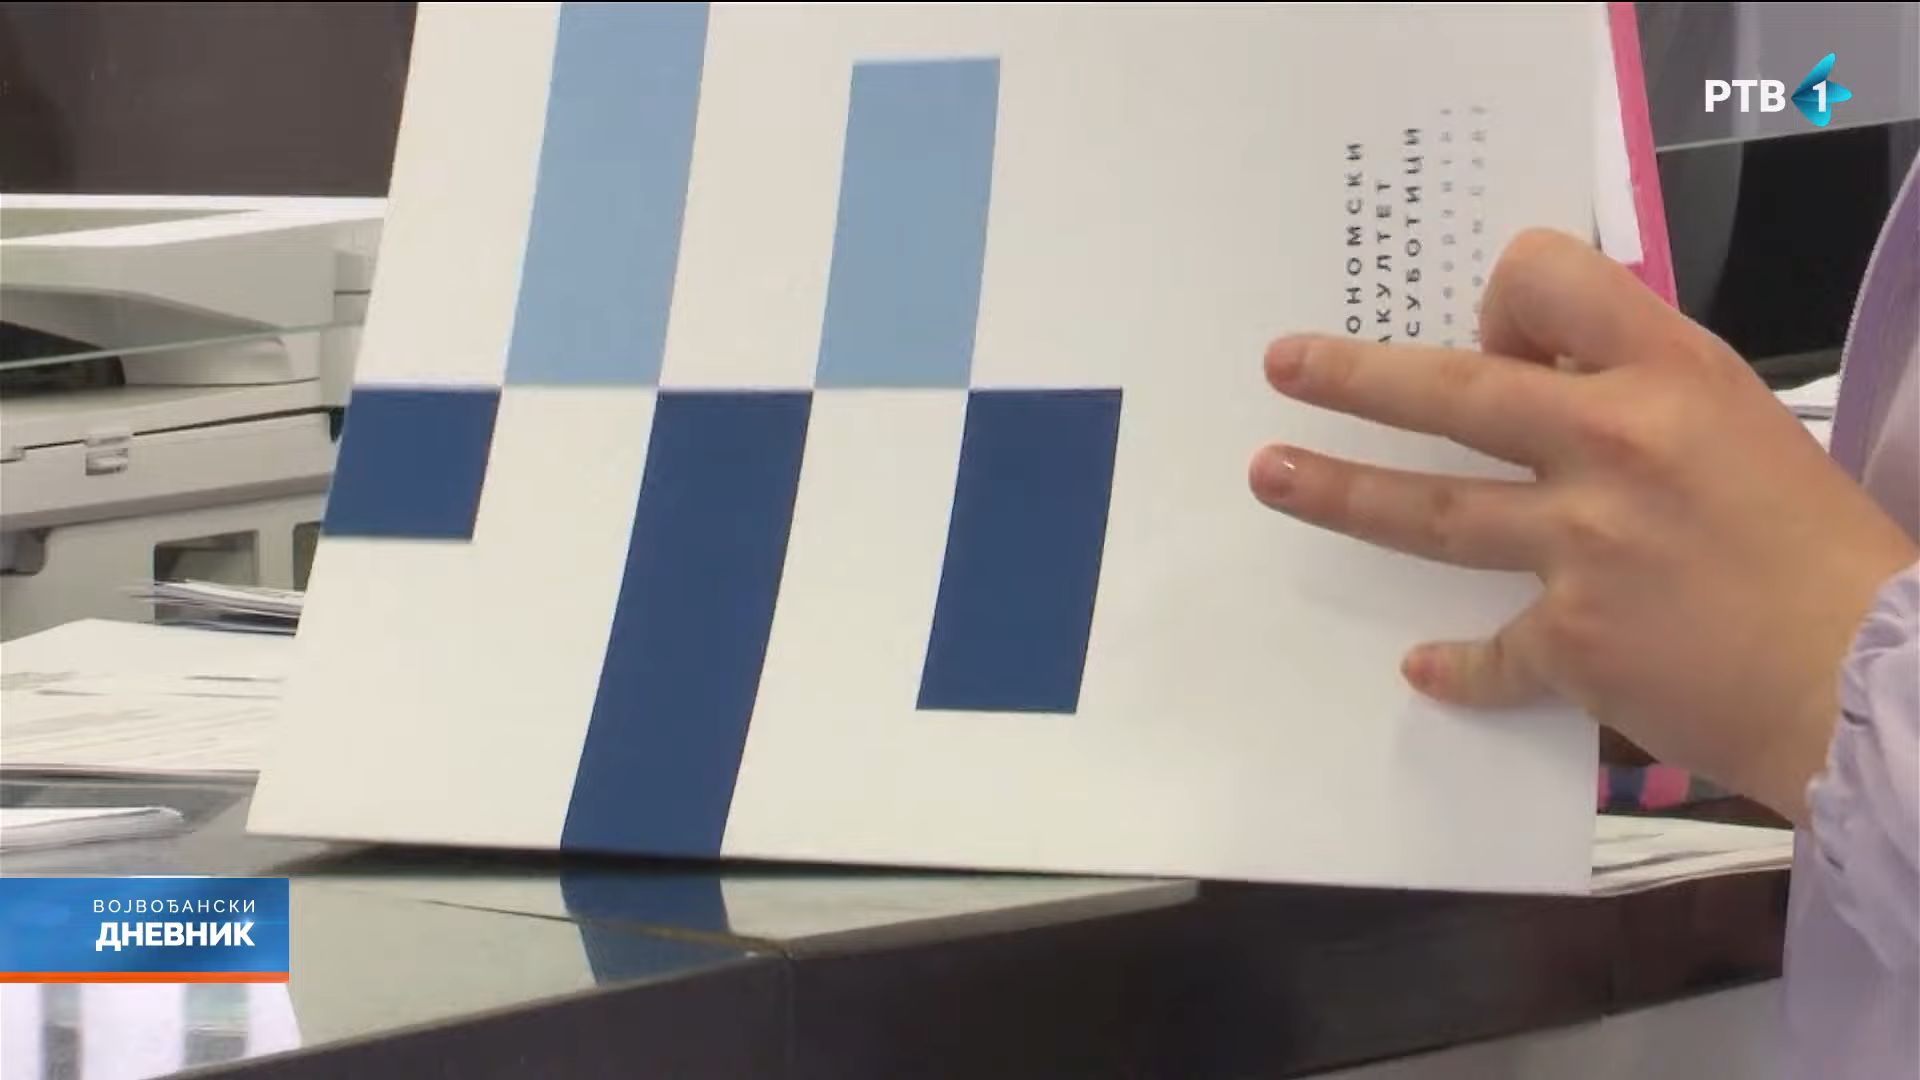 РТВ 1
ОНОМСКИ
АКУЛТЕТ
СУБОТИЦИ
ВОЈВОЂАНСКИ
ДНЕВНИК